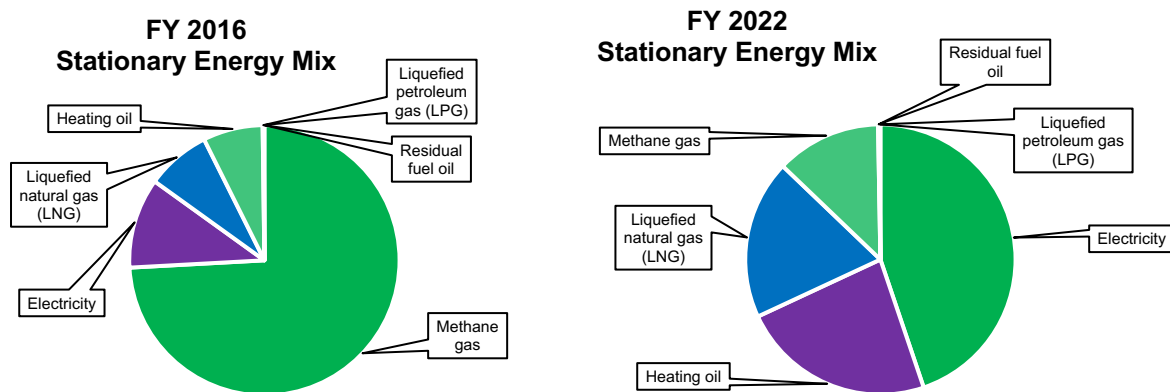 FY 2016
Stationary Energy Mix
Liquefied
petroleum
gas (LPG)
Heating oil
Residual
fuel oil
Liquefied
natural gas
(LNG)
Electricity
Methane
gas
FY 2022
Stationary Energy Mix
Residual fuel
oil
Methane gas
Liquefied
petroleum gas
(LPG)
Liquefied
natural gas
(LNG)
Electricity
Heating oil